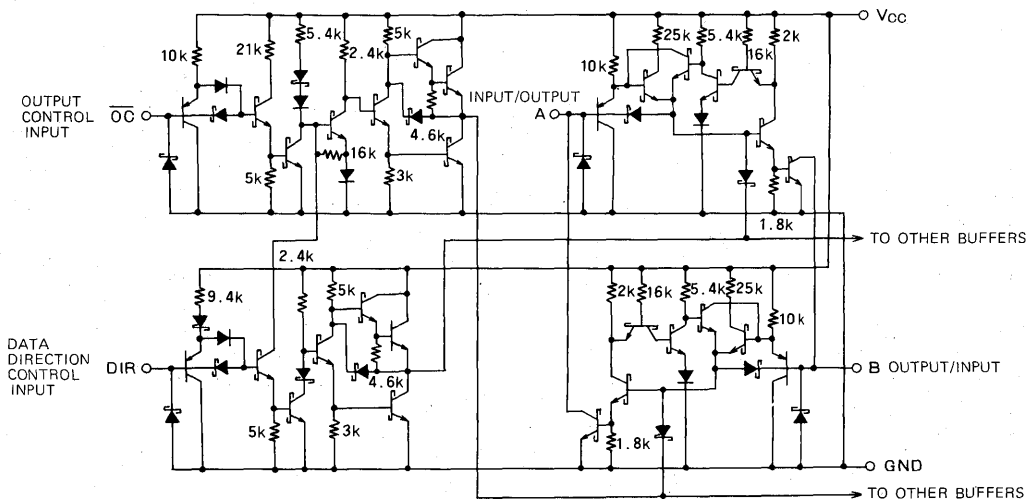 5.4k
5k
25k
5.4k
2k
VCC
10k
21k
2.4k
10k
16k
OUTPUT
CONTROL
INPUT
OC
INPUT/OUTPUT
A
4.6k
16k
5k
3k
1.8k
TO OTHER BUFFERS
2.4k
9.4k
5k
2k
16k
5.4k
25k
10k
DATA
DIRECTION
CONTROL
INPUT
DIR
B OUTPUT/INPUT
4.6k
5k
3k
1.8k
GND
TO OTHER BUFFERS